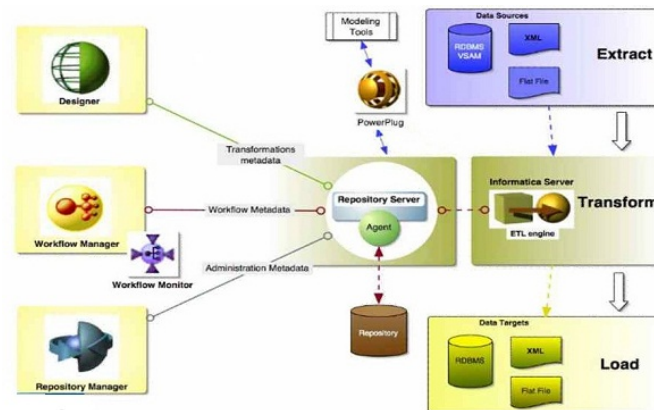 Modeling
Tools
PowerPlug
Designer
Transformations
metadata
Workflow Manager
Workflow Metadata
Workflow Monitor
Administration Metadata
Repository Manager
Repository Server
Agent
Repository
Data Sources
RDBMS
VSAM
XML
Flat File
Extract
Informatica Server
ETL engine
Transform
Data Targets
RDBMS
XML
Flat File
Load